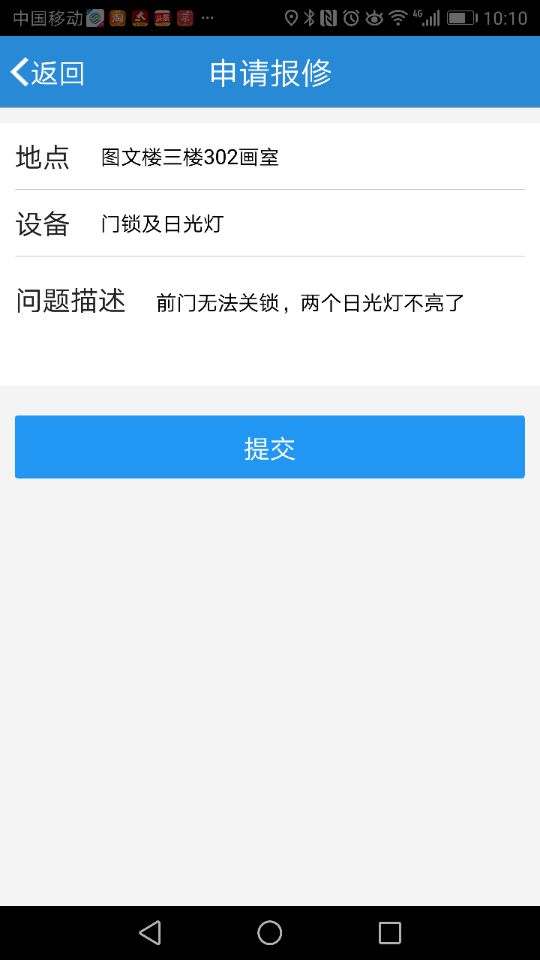 中国移动 ··· 4G 10:10
返回 申请报修
地点 图文楼三楼302画室
设备 门锁及日光灯
问题描述 前门无法关锁，两个日光灯不亮了
提交